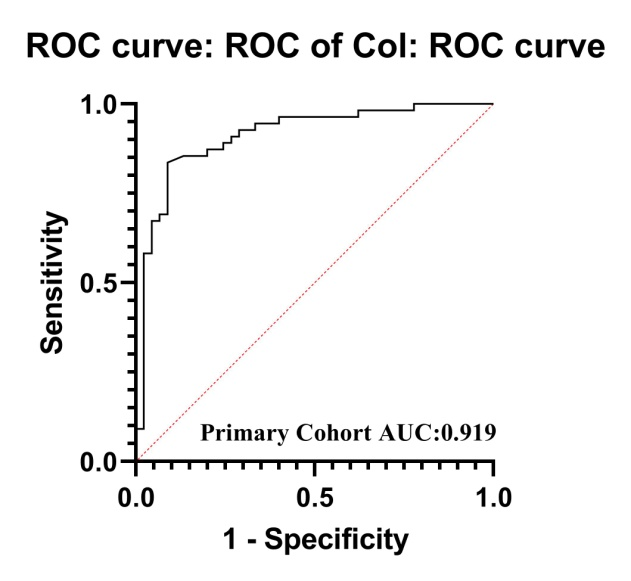 ROC curve: ROC of Col: ROC curve
1.0
0.5
0.0
Sensitivity
Primary Cohort AUC:0.919
0.0
0.5
1.0
1 - Specificity